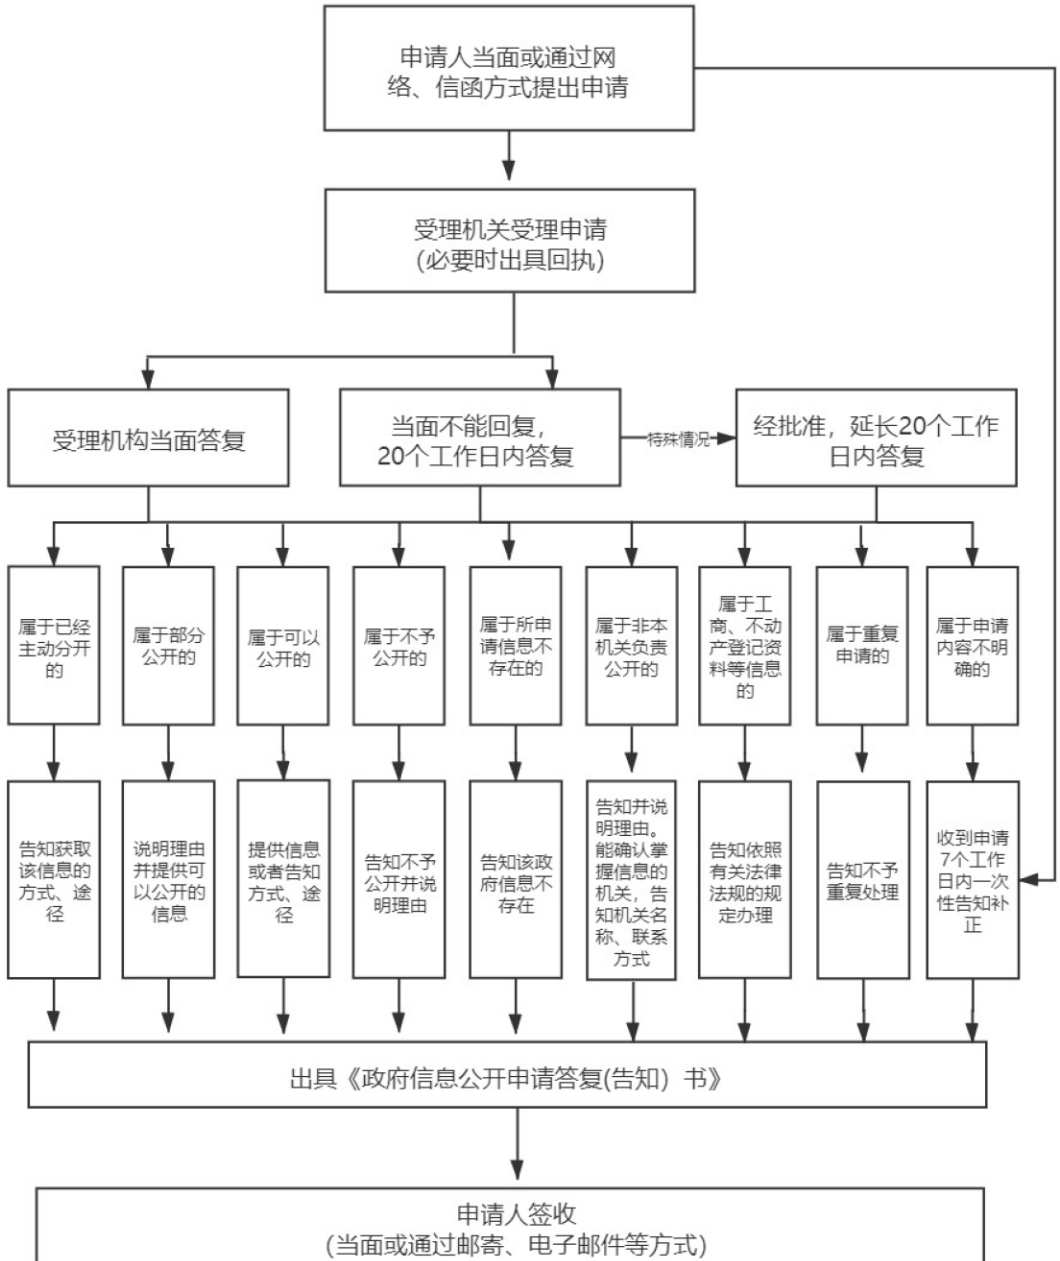 申请人当面或通过网
络、信函方式提出申请
受理机关受理申请
（必要时出具回执）
受理机构当面答复
当面不能回复，
20个工作日内答复
特殊情况
经批准，延长20个工作
日内答复
属于已经
主动分开
的
属于部分
公开的
属于可以
公开的
属于不予
公开的
属于所申
请信息不
存在的
属于非本
机关负责
公开的
属于工
商、不动
产登记资
料等信息
的
属于重复
申请的
属于申请
内容不明
确的
告知获取
该信息的
方式、途
径
说明理由
并提供可
以公开的
信息
提供信息
或者告知
方式、途
径
告知不予
公开并说
明理由
告知该政
府信息不
存在
告知并说
明理由。
能确认掌
握信息的
机关，告
知机关名
称、联系
方式
告知依照
有关法律
法规的规
定办理
告知不予
重复处理
收到申请
7个工作
日内一次
性告知补
正
出具《政府信息公开申请答复(告知）书》
申请人签收
（当面或通过邮寄、电子邮件等方式）